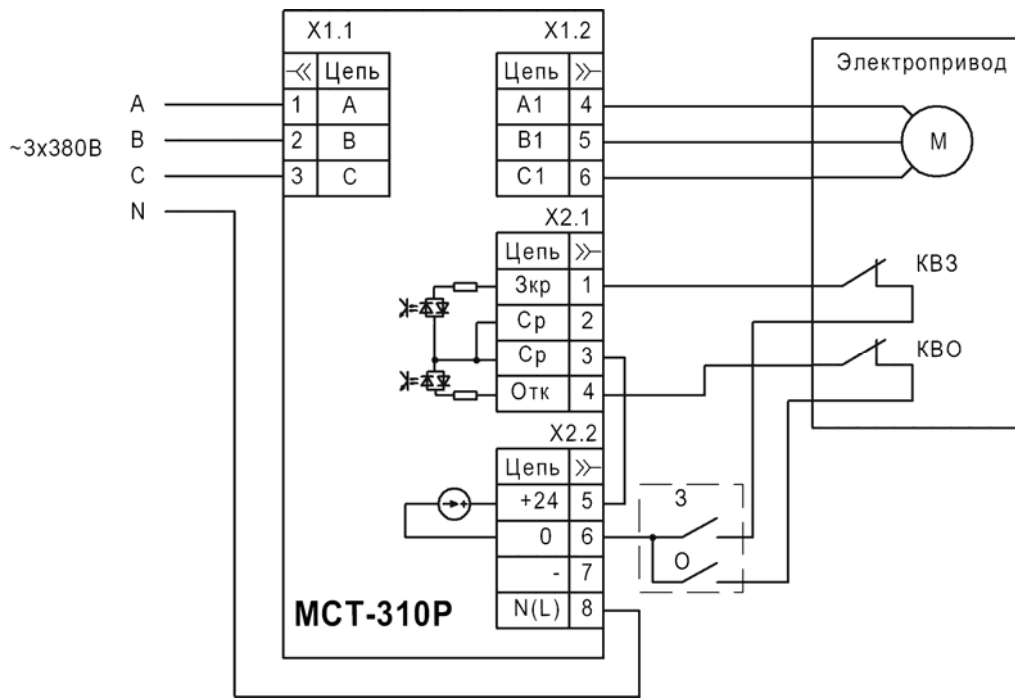 X1.1
X1.2
Цепь
1 A
2 B
3 C
A
B
C
N
~3x380В
Цепь
A1 4
B1 5
C1 6
Электропривод
М
X2.1
Цепь
Зкр 1
Ср 2
Ср 3
Отк 4
КВЗ
КВО
X2.2
Цепь
+24 5
0 6
- 7
N(L) 8
З
О
МСТ-310Р